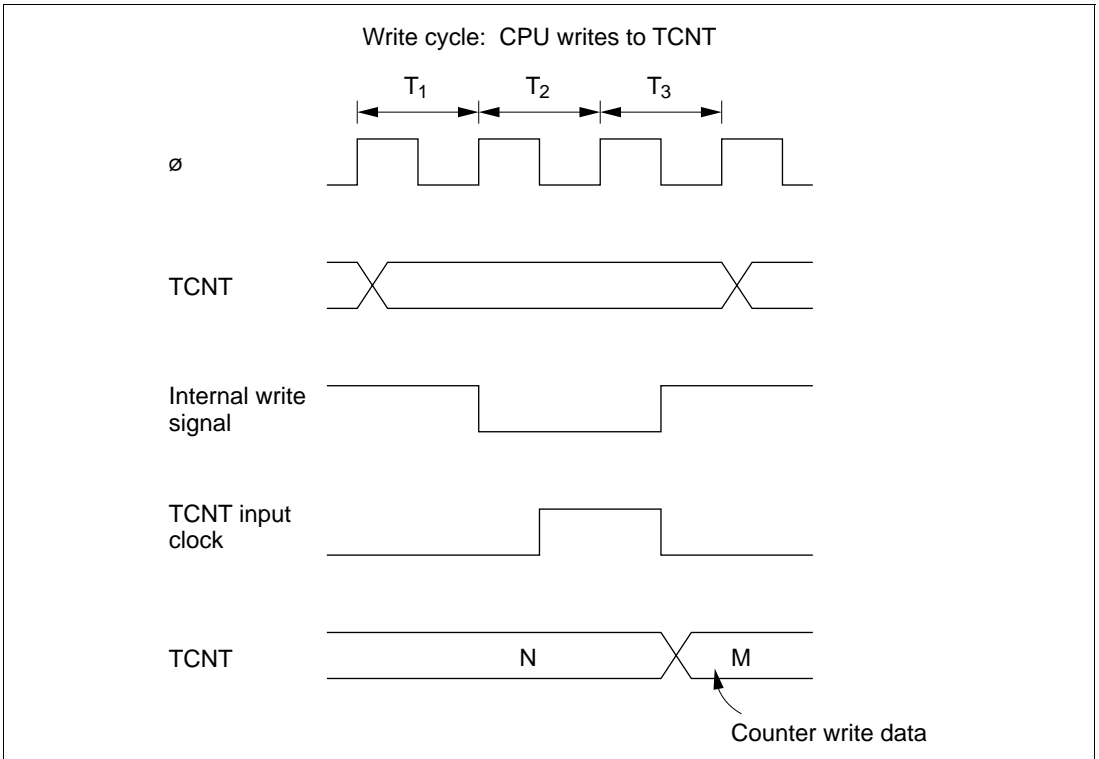 Write cycle: CPU writes to TCNT
T1 T2 T3
ø
TCNT
Internal write
signal
TCNT input
clock
TCNT
N M
Counter write data